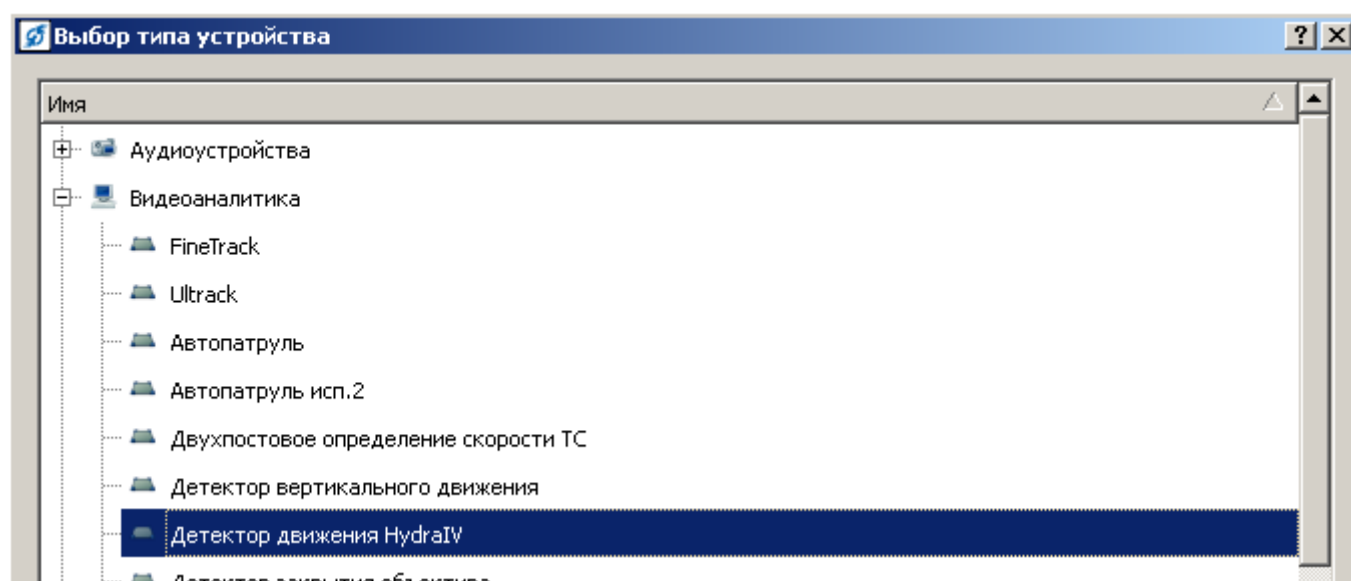 Выбор типа устройства
Имя
Аудиоустройства
Видеоаналитика
FineTrack
Ultrack
Автопатруль
Автопатруль исп.2
Двухпостовое определение скорости ТС
Детектор вертикального движения
Детектор движения HydraIV